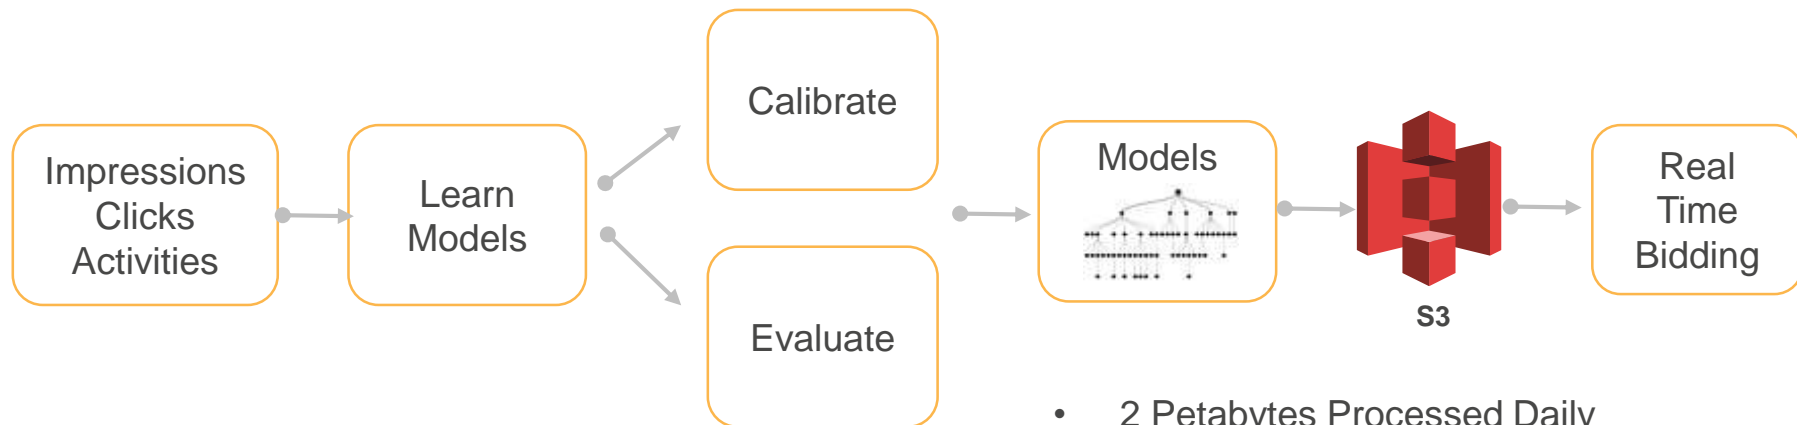 Impressions
Clicks
Activities
Learn
Models
Calibrate
Evaluate
Models
S3
Real
Time
Bidding
• 2 Petabytes Processed Daily